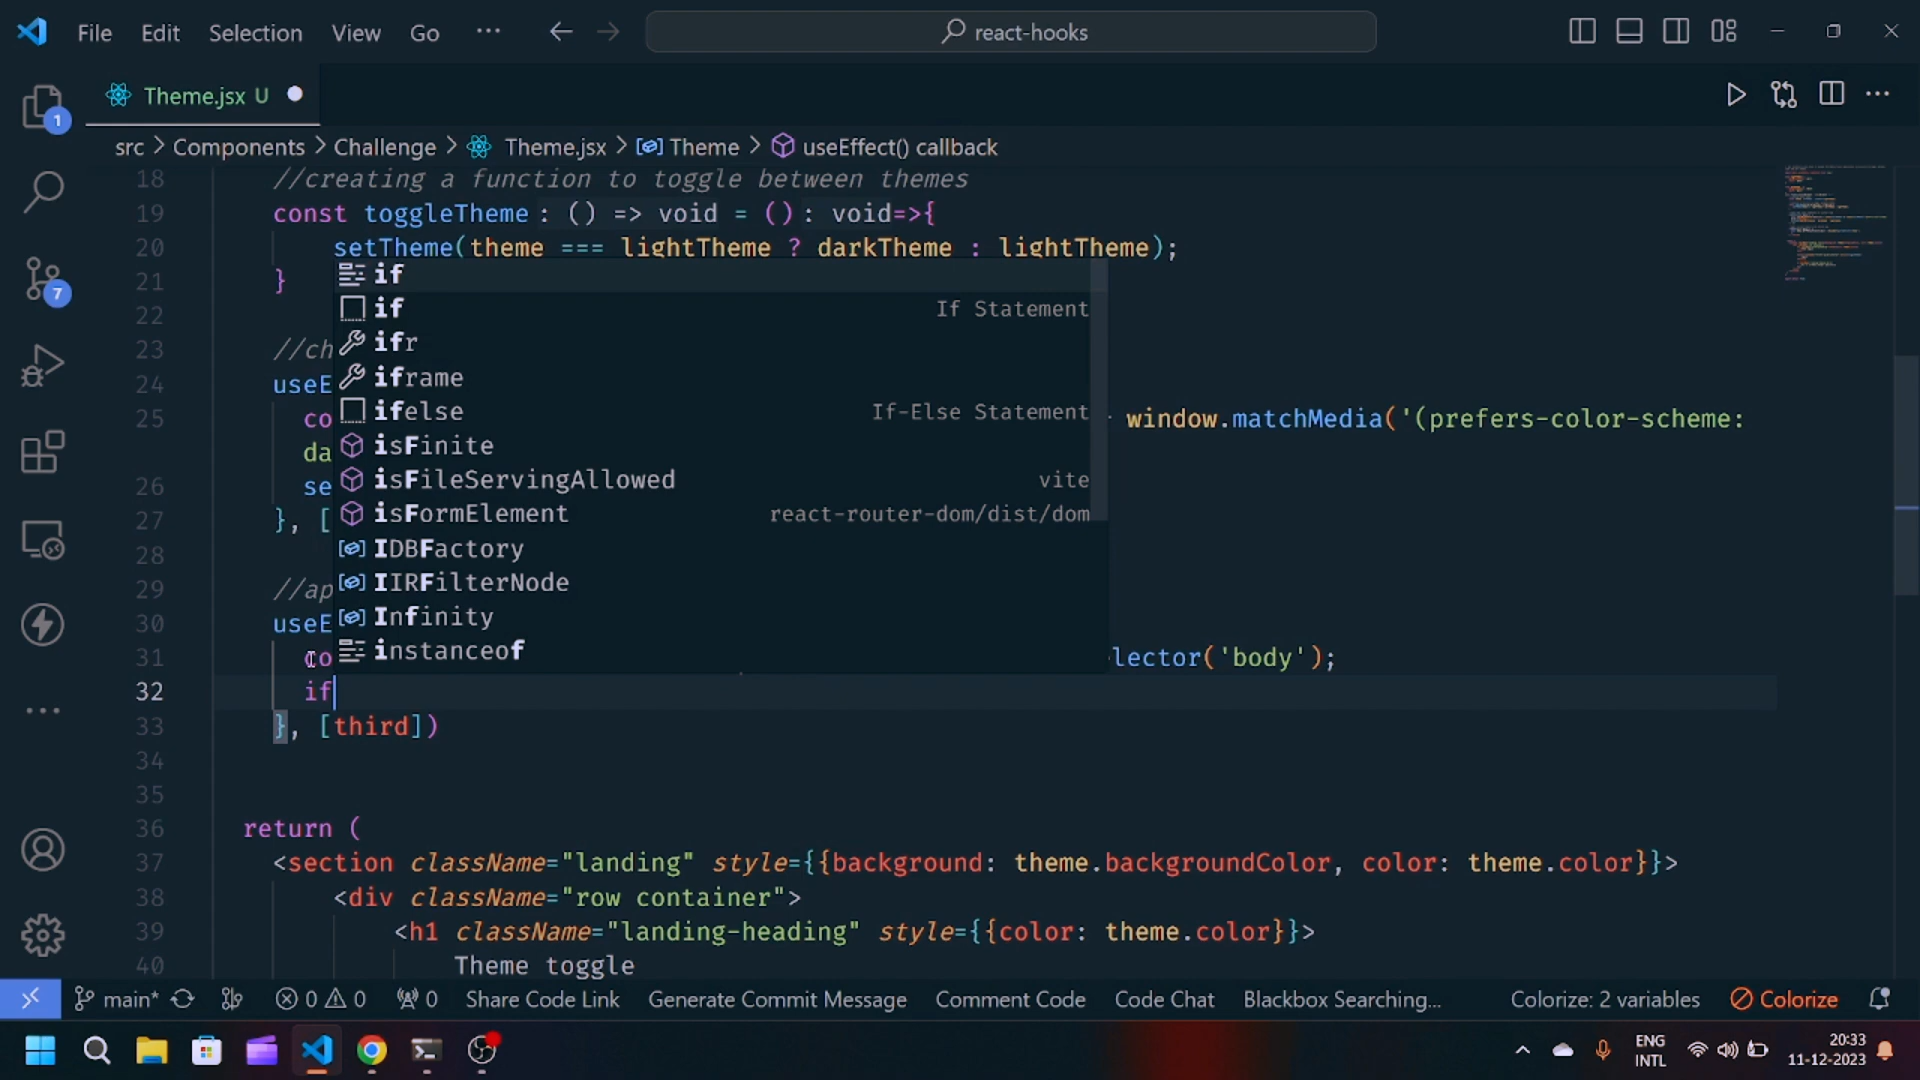 File Edit Selection View Go ··· react-hooks
Theme.jsx U
src > Components > Challenge > Theme.jsx > Theme > useEffect() callback
18 //creating a function to toggle between themes
19 const toggleTheme: () => void = (): void=>{
20 setTheme(theme === lightTheme ? darkTheme : lightTheme);
21 }
22
23 //ch
24 useE
25 co window.matchMedia('(prefers-color-scheme:
da
26 se
27 }, [
28
29 //ap
30 useE
31 co lector('body');
32 if
33 }, [third])
34
35
36 return (
37 <section className="landing" style={{background: theme.backgroundColor, color: theme.color}}>
38 <div className="row container">
39 <h1 className="landing-heading" style={{color: theme.color}}>
40 Theme toggle
if
if If Statement
ifr
iframe
ifelse If-Else Statement
isFinite
isFileServingAllowed vite
isFormElement react-router-dom/dist/dom
IDBFactory
IIRFilterNode
Infinity
instanceof
1
7
main* 0 0 0 Share Code Link Generate Commit Message Comment Code Code Chat Blackbox Searching... Colorize: 2 variables Colorize
ENG INTL 20:33
11-12-2023